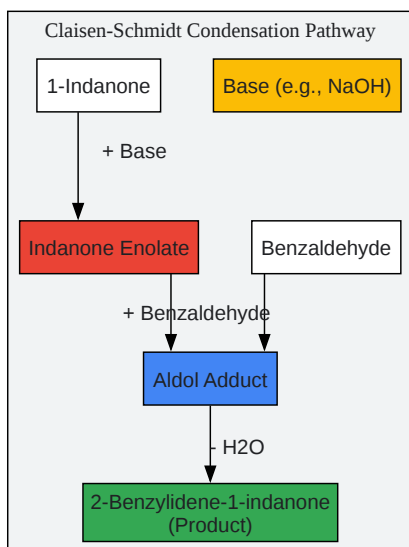 Claisen-Schmidt Condensation Pathway
1-Indanone
Base (e.g., NaOH)
+ Base
Indanone Enolate
Benzaldehyde
+ Benzaldehyde
Aldol Adduct
- H2O
2-Benzylidene-1-indanone
(Product)